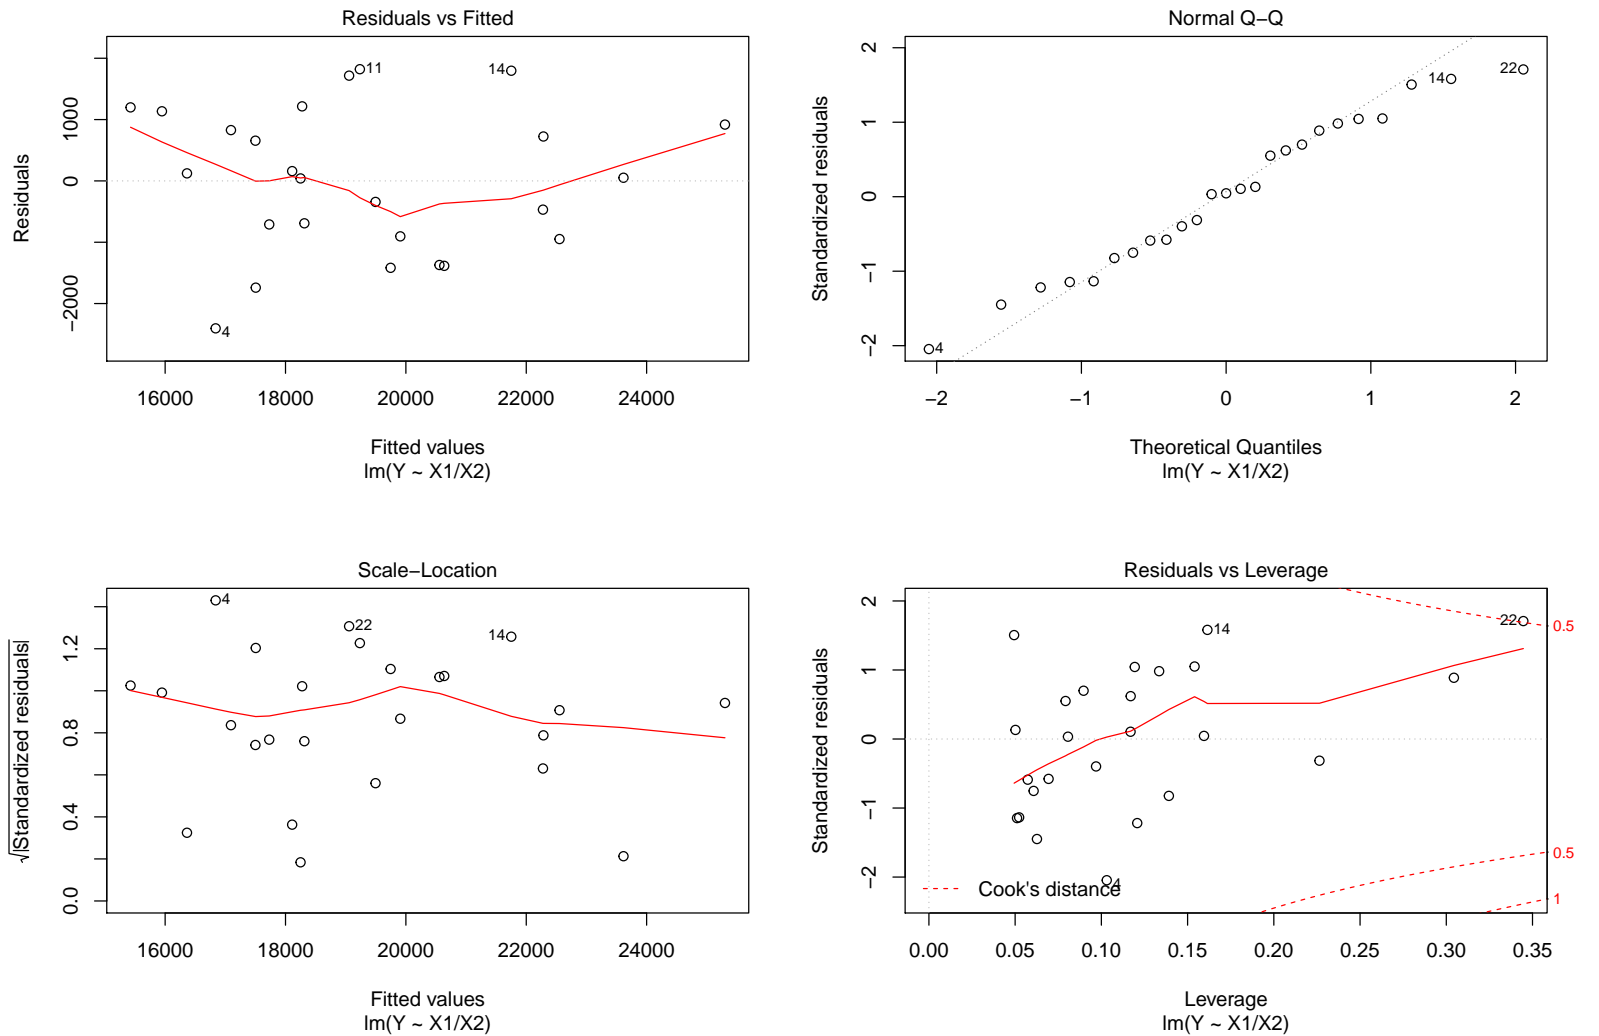 Residuals vs Fitted
Residuals
−2000
0
1000
11
14
4
16000 18000 20000 22000 24000
Fitted values
lm(Y ~ X1/X2)
Normal Q−Q
Standardized residuals
−2 −1 0 1 2
14
22
4
−2 −1 0 1 2
Theoretical Quantiles
lm(Y ~ X1/X2)
Scale−Location
√|Standardized residuals|
0.0 0.4 0.8 1.2
4
22
14
16000 18000 20000 22000 24000
Fitted values
lm(Y ~ X1/X2)
Residuals vs Leverage
Standardized residuals
−2 −1 0 1 2
14
22
0.5
0.5
1
4
Cook's distance
0.00 0.05 0.10 0.15 0.20 0.25 0.30 0.35
Leverage
lm(Y ~ X1/X2)